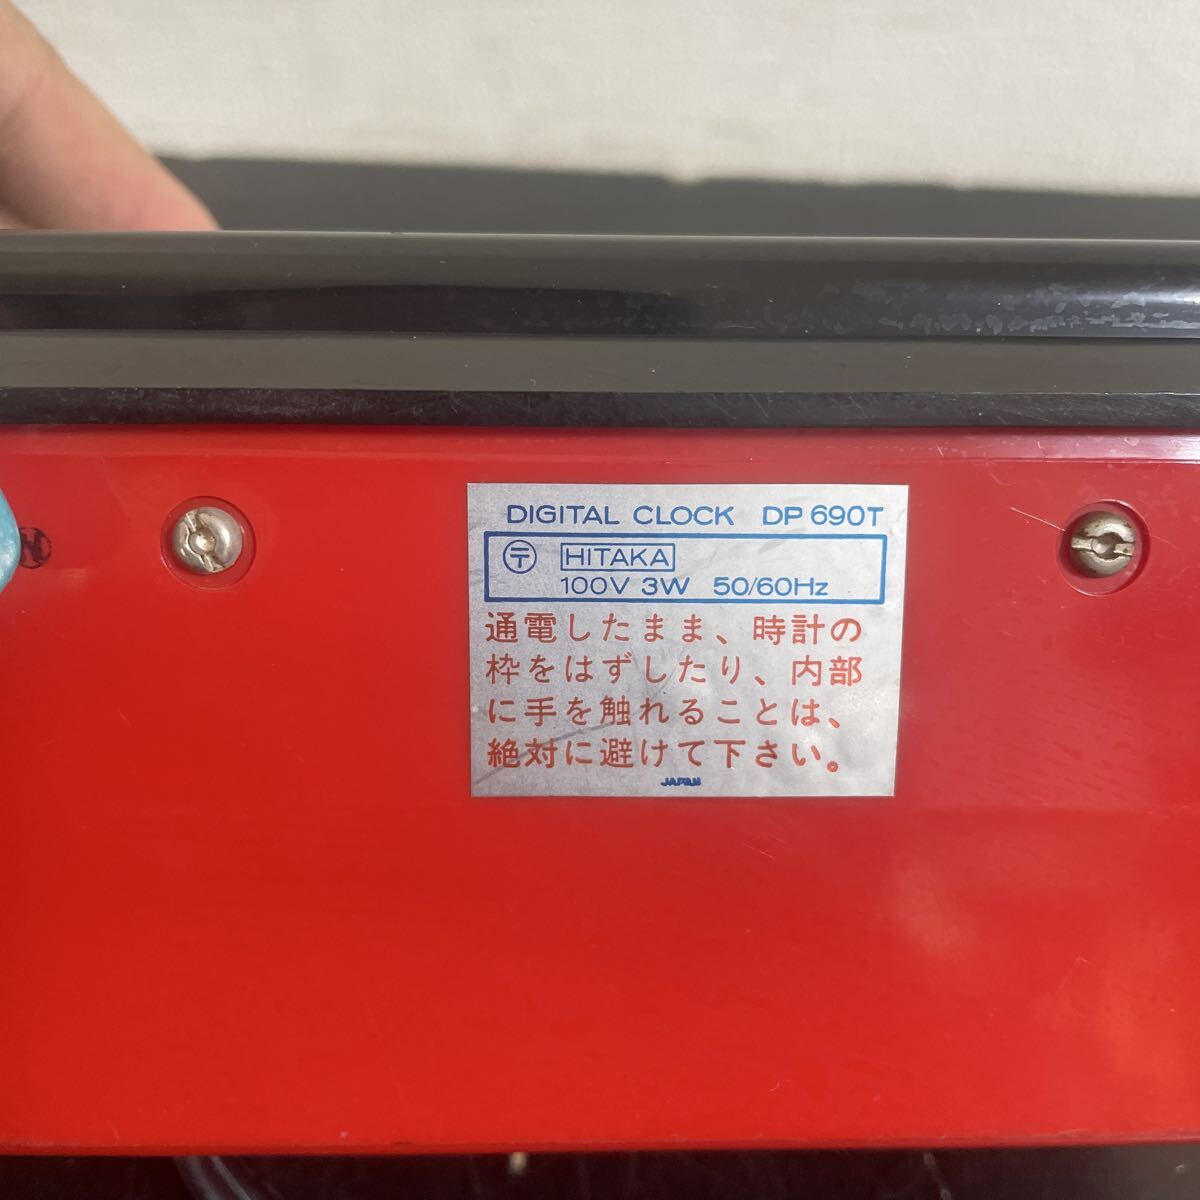 DIGITAL CLOCK DP 690T
〒 HITAKA
100V 3W 50/60Hz
通電したまま、時計の
枠をはずしたり、内部
に手を触れることは、
絶対に避けて下さい。
JAPAN